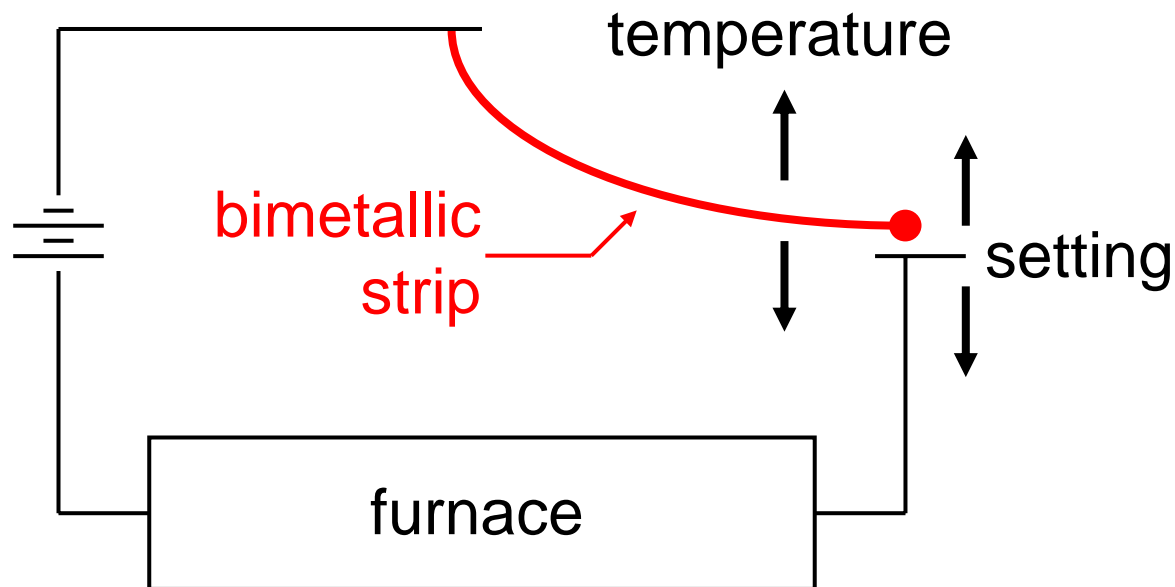 temperature
bimetallic
strip
setting
furnace